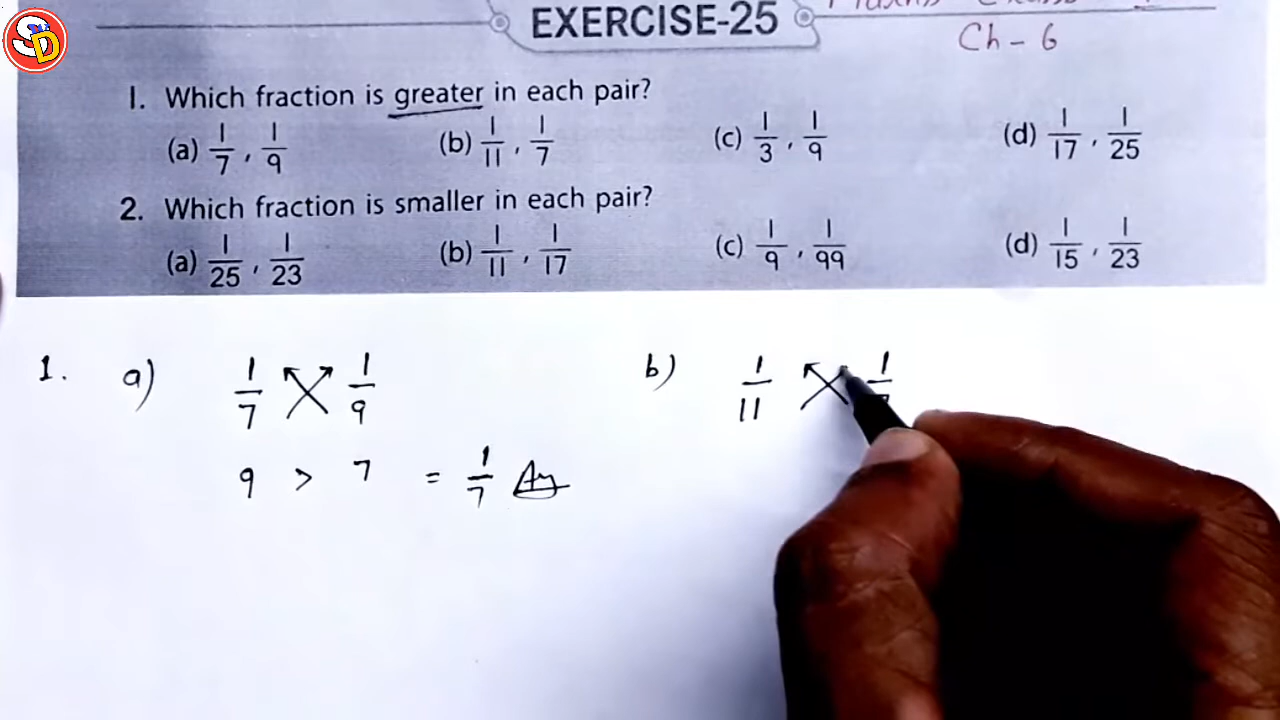 SD
EXERCISE-25
Ch - 6
1. Which fraction is greater in each pair?
(a) 1/7 , 1/9 (b) 1/11 , 1/7 (c) 1/3 , 1/9 (d) 1/17 , 1/25
2. Which fraction is smaller in each pair?
(a) 1/25 , 1/23 (b) 1/11 , 1/17 (c) 1/9 , 1/99 (d) 1/15 , 1/23
1. a) 1/7 1/9 b) 1/11 1/7
9 > 7 = 1/7